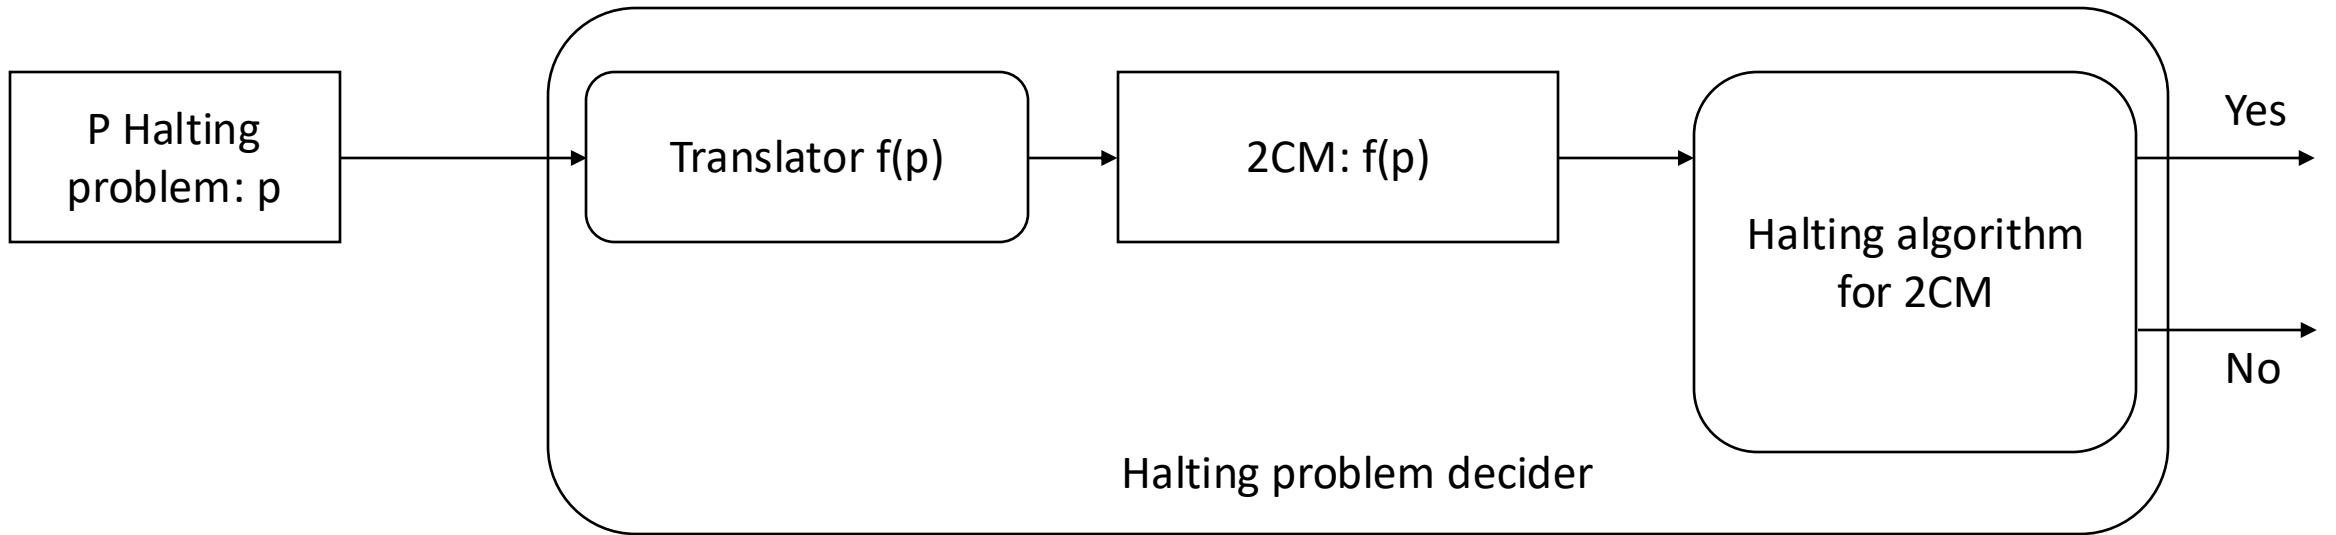 P Halting
problem: p
Translator f(p)
2CM: f(p)
Halting algorithm
for 2CM
Yes
No
Halting problem decider